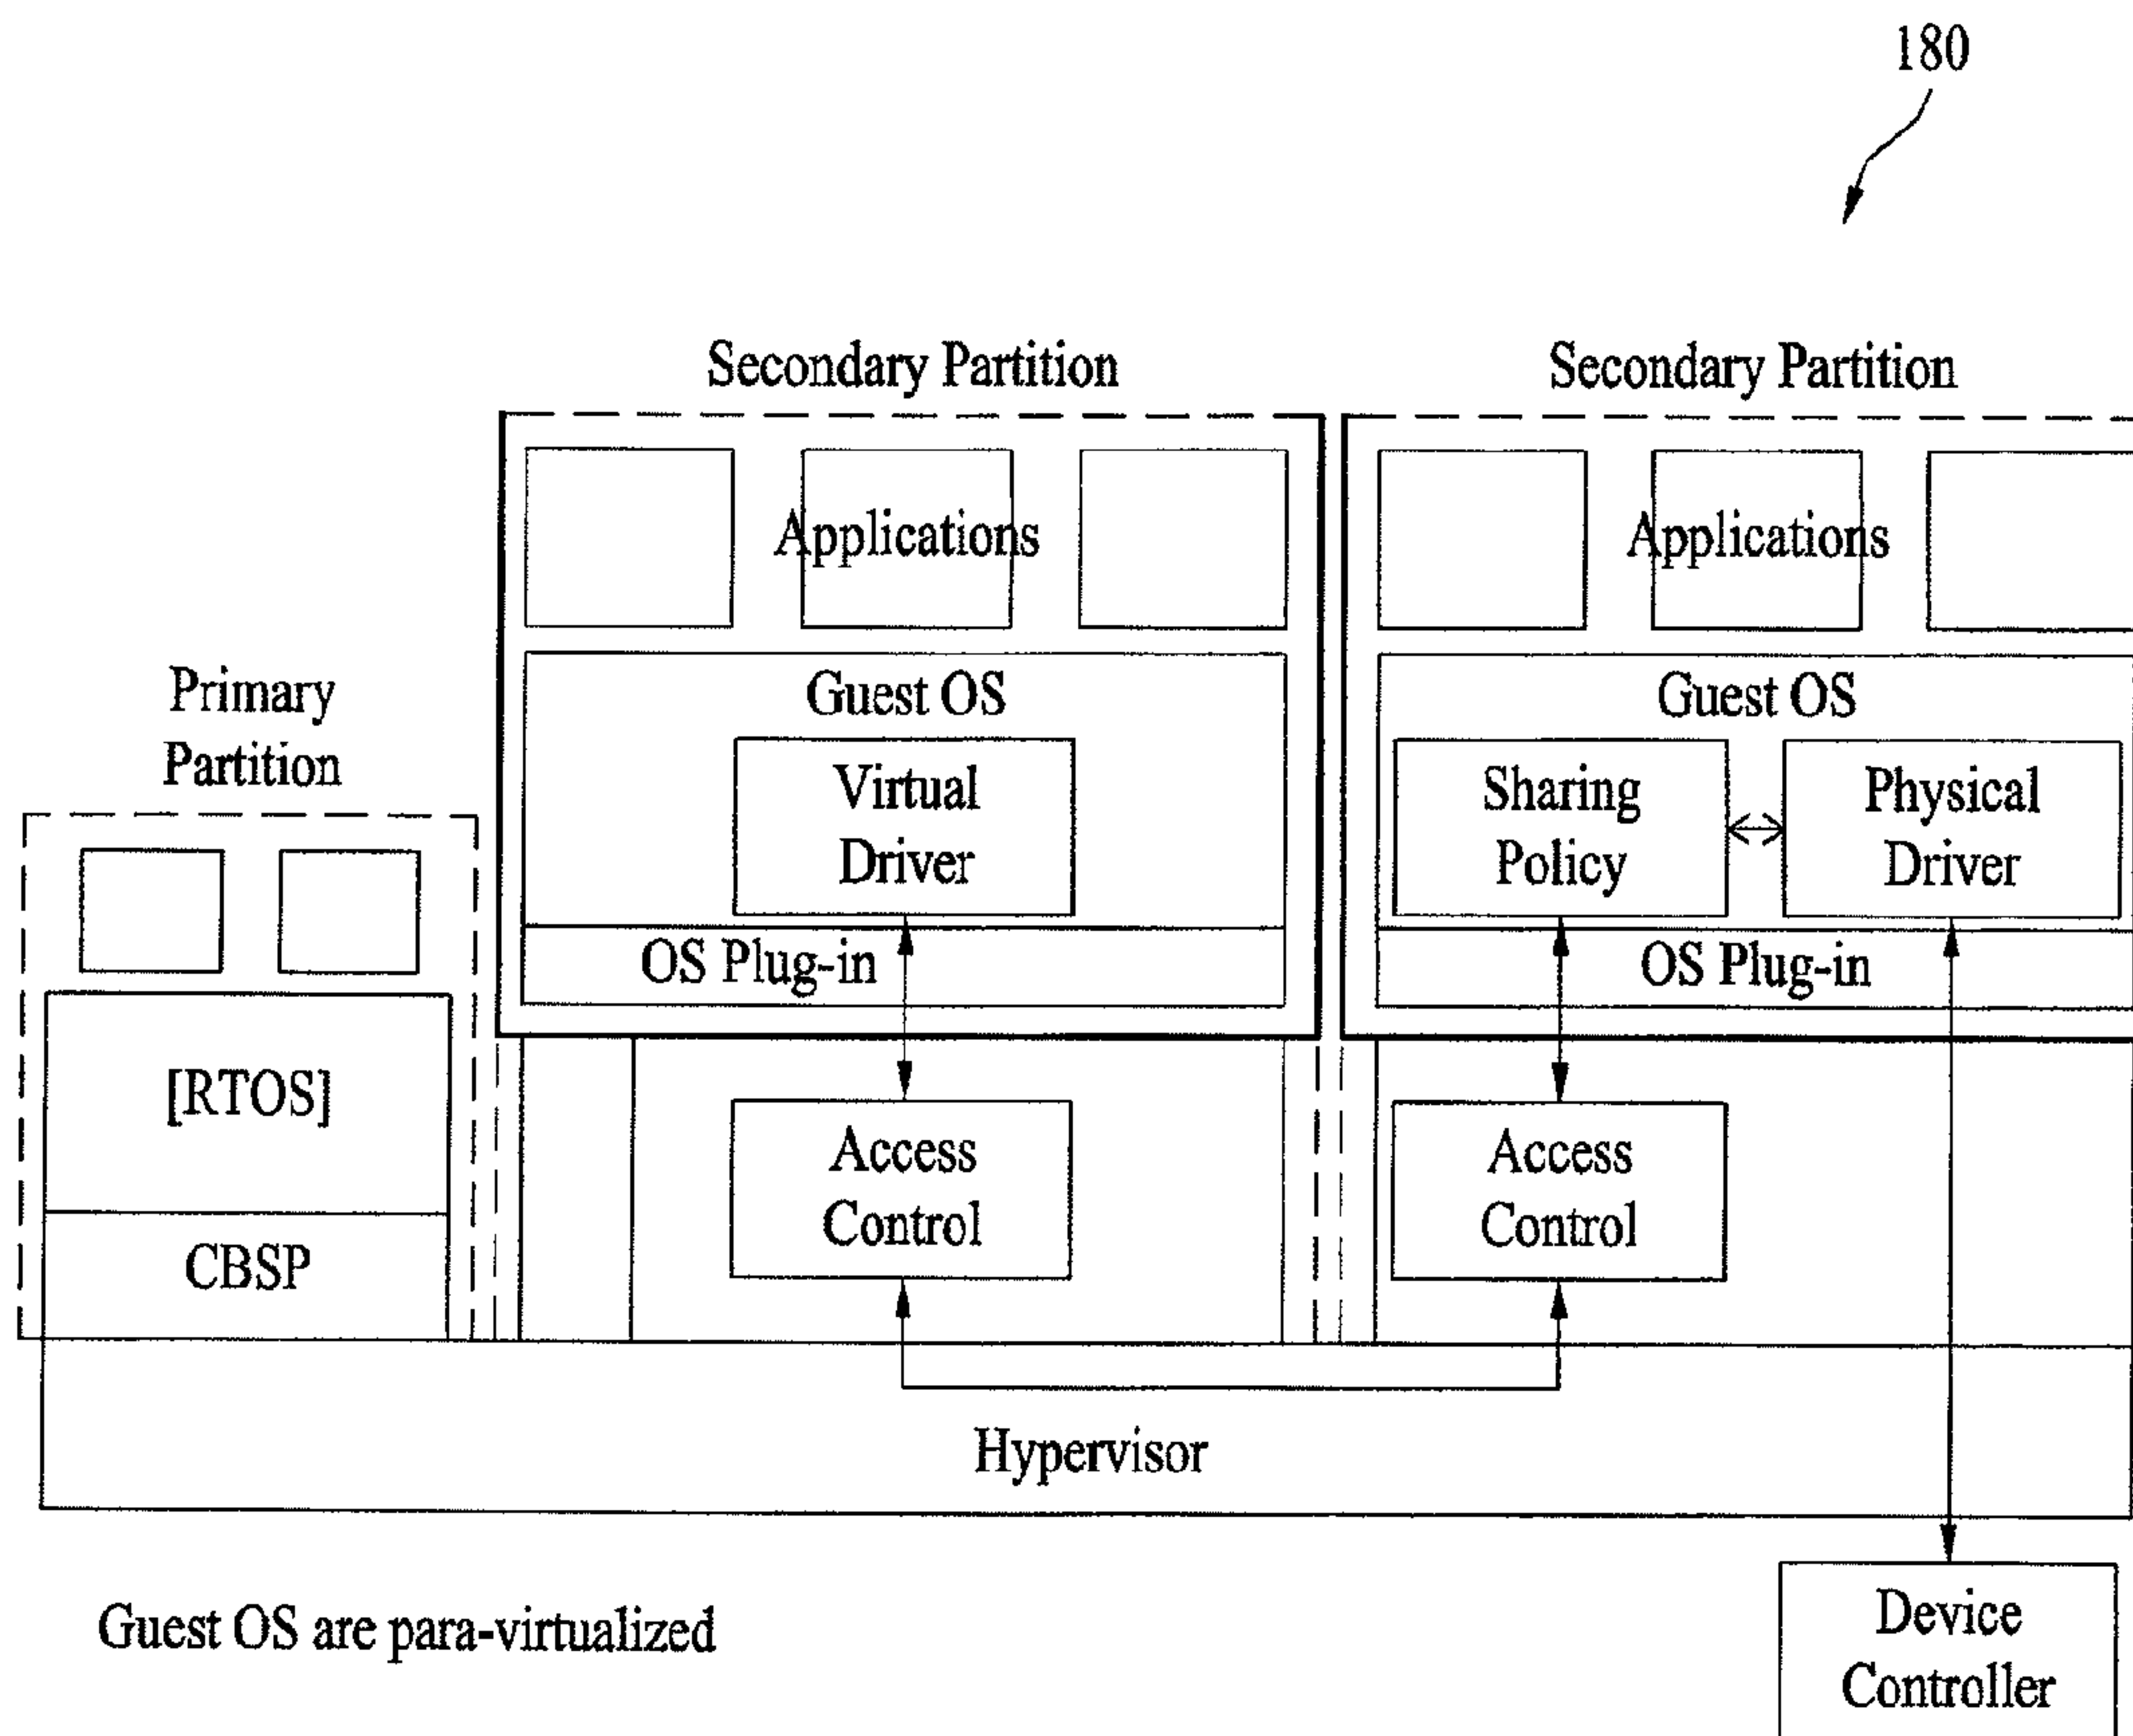 180
Secondary Partition
Secondary Partition
Applications
Applications
Primary
Partition
Guest OS
Guest OS
Virtual
Driver
Sharing
Policy
Physical
Driver
OS Plug-in
OS Plug-in
[RTOS]
CBSP
Access
Control
Access
Control
Hypervisor
Guest OS are para-virtualized
Device
Controller